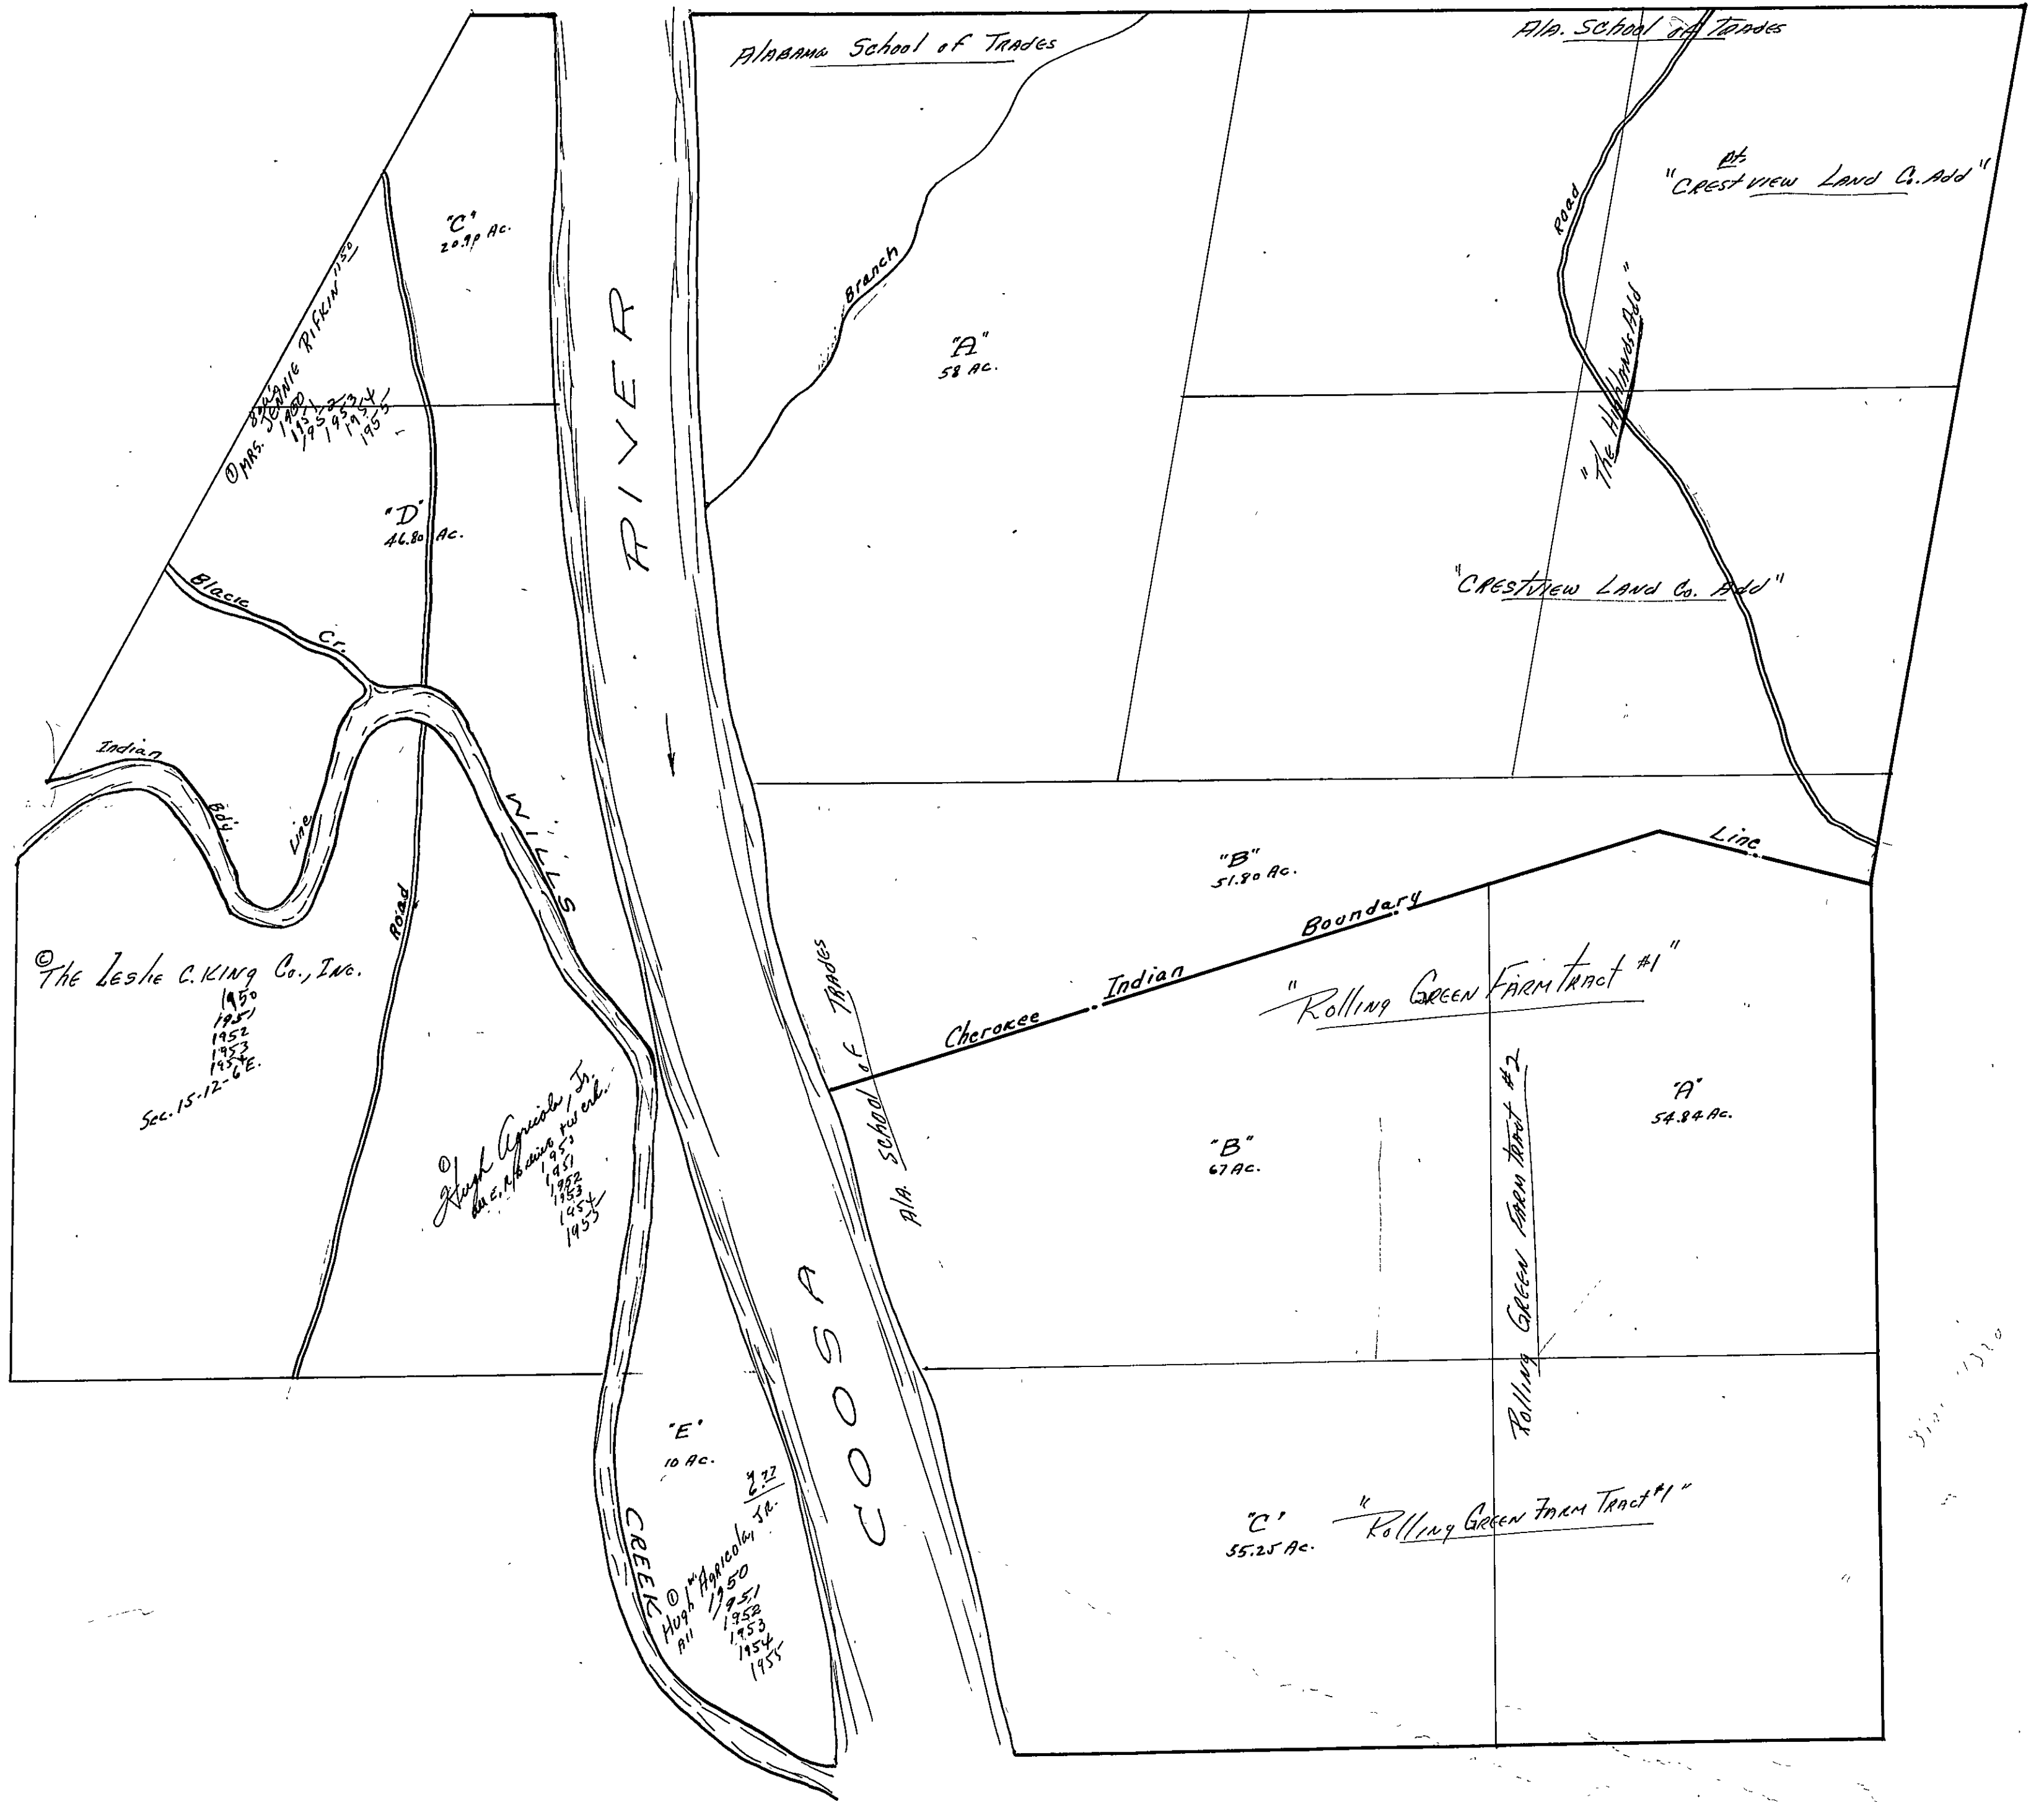 Alabama School of Trades
Ala. School of Trades
pt.
"Crestview Land Co. Add"
Road
"C"
20.90 Ac.
Branch
"The Highlands Add"
RIVER
"A"
58 Ac.
© Mrs. Jennie Rifkin
1950
1951
1952
1953
1954
1955
"D"
46.80 Ac.
Black Cr.
"Crestview Land Co. Add"
Indian Bdy. Line
WILLS
"B"
51.80 Ac.
Cherokee Indian Boundary Line
Road
© The Leslie C. King Co., Inc.
1950
1951
1952
1953
1954
Sec. 15-12-6 E.
Ala. School of Trades
"Rolling Green Farm Tract #1"
Rolling Green Farm Tract #2
"A"
54.84 Ac.
"B"
67 Ac.
© Hugh Agricola, Jr.
1950
1951
1952
1953
1954
1955
COOSA
"E"
10 Ac.
CREEK
© Hugh W. Agricola, Jr.
All
1950
1951
1952
1953
1954
1955
"C"
55.25 Ac.
"Rolling Green Farm Tract #1"